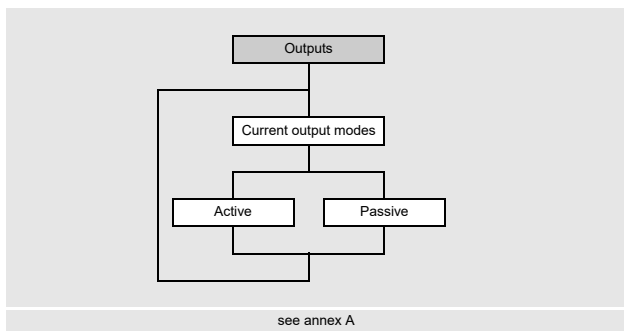 Outputs
Current output modes
Active
Passive
see annex A